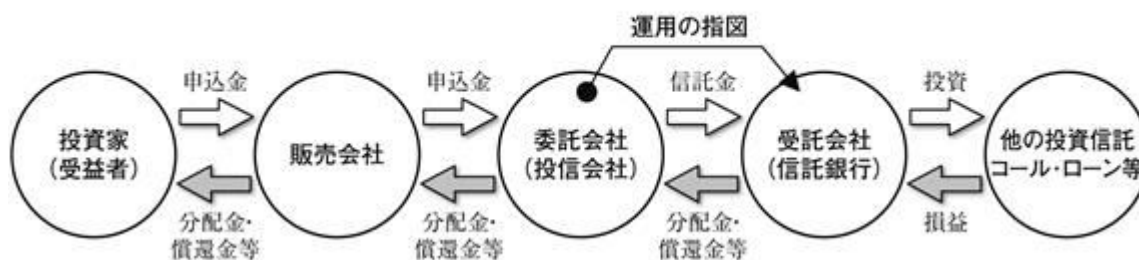 運用の指図
申込金
申込金
信託金
投資
投資家
(受益者)
販売会社
委託会社
(投信会社)
受託会社
(信託銀行)
他の投資信託
コール・ローン等
分配金・
償還金等
分配金・
償還金等
分配金・
償還金等
損益